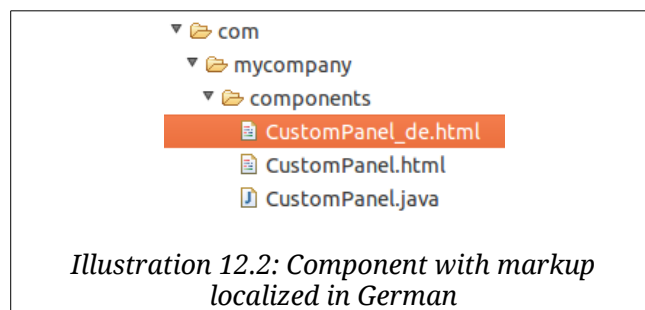 com
mycompany
components
CustomPanel_de.html
CustomPanel.html
J CustomPanel.java
Illustration 12.2: Component with markup
localized in German